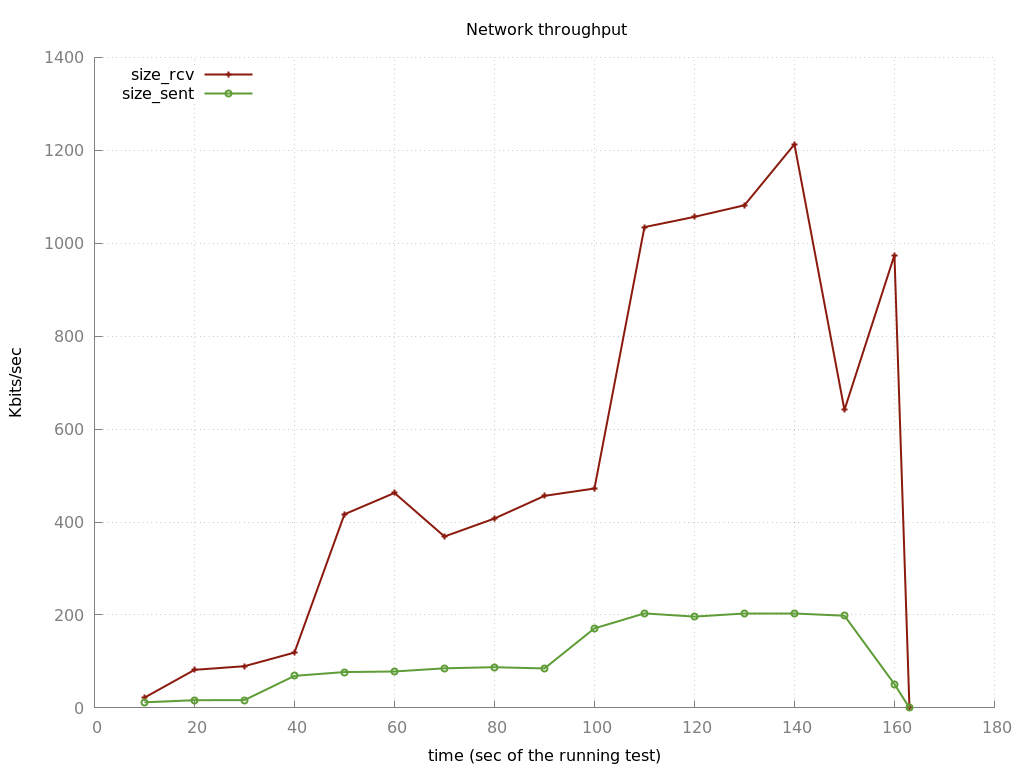 Network throughput
size_rcv
size_sent
Kbits/sec
1400
1200
1000
800
600
400
200
0
0 20 40 60 80 100 120 140 160 180
time (sec of the running test)